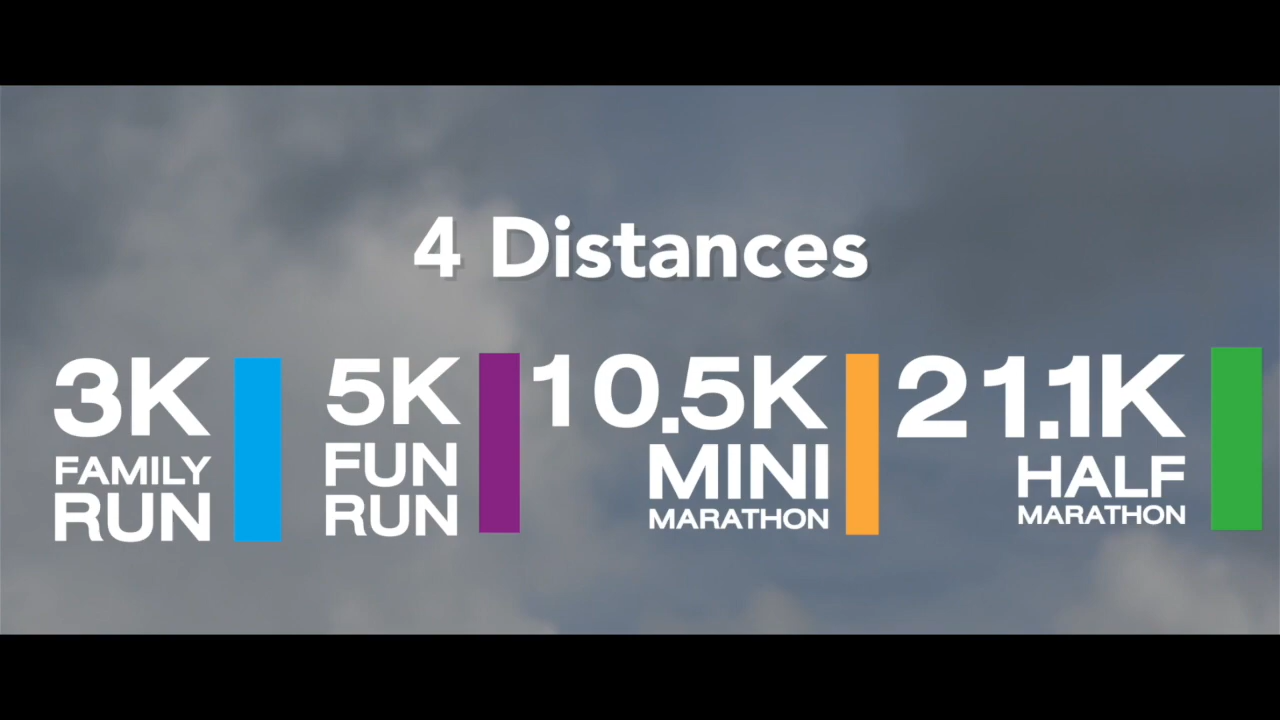 4 Distances
3K
FAMILY
RUN
5K
FUN
RUN
10.5K
MINI
MARATHON
21.1K
HALF
MARATHON